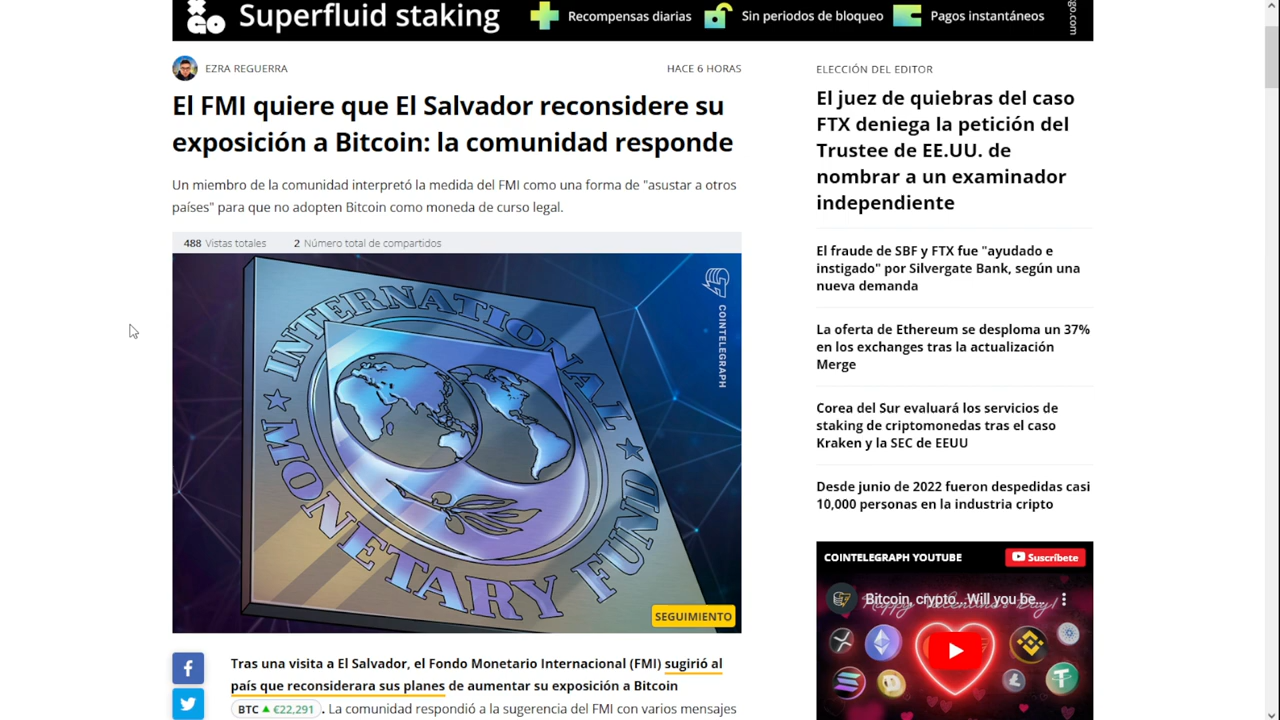 XGO
Superfluid staking
Recompensas diarias
Sin periodos de bloqueo
Pagos instantáneos
go.com
EZRA REGUERRA
HACE 6 HORAS
El FMI quiere que El Salvador reconsidere su
exposición a Bitcoin: la comunidad responde
Un miembro de la comunidad interpretó la medida del FMI como una forma de "asustar a otros
países" para que no adopten Bitcoin como moneda de curso legal.
488 Vistas totales
2 Número total de compartidos
INTERNATIONAL
MONETARY FUND
COINTELEGRAPH
SEGUIMIENTO
Tras una visita a El Salvador, el Fondo Monetario Internacional (FMI) sugirió al
país que reconsiderara sus planes de aumentar su exposición a Bitcoin
BTC ▲ €22,291 . La comunidad respondió a la sugerencia del FMI con varios mensajes
ELECCIÓN DEL EDITOR
El juez de quiebras del caso
FTX deniega la petición del
Trustee de EE.UU. de
nombrar a un examinador
independiente
El fraude de SBF y FTX fue "ayudado e
instigado" por Silvergate Bank, según una
nueva demanda
La oferta de Ethereum se desploma un 37%
en los exchanges tras la actualización
Merge
Corea del Sur evaluará los servicios de
staking de criptomonedas tras el caso
Kraken y la SEC de EEUU
Desde junio de 2022 fueron despedidas casi
10,000 personas en la industria cripto
COINTELEGRAPH YOUTUBE
Suscríbete
Bitcoin, crypto...Will you be...
Happy Valentine's Day!